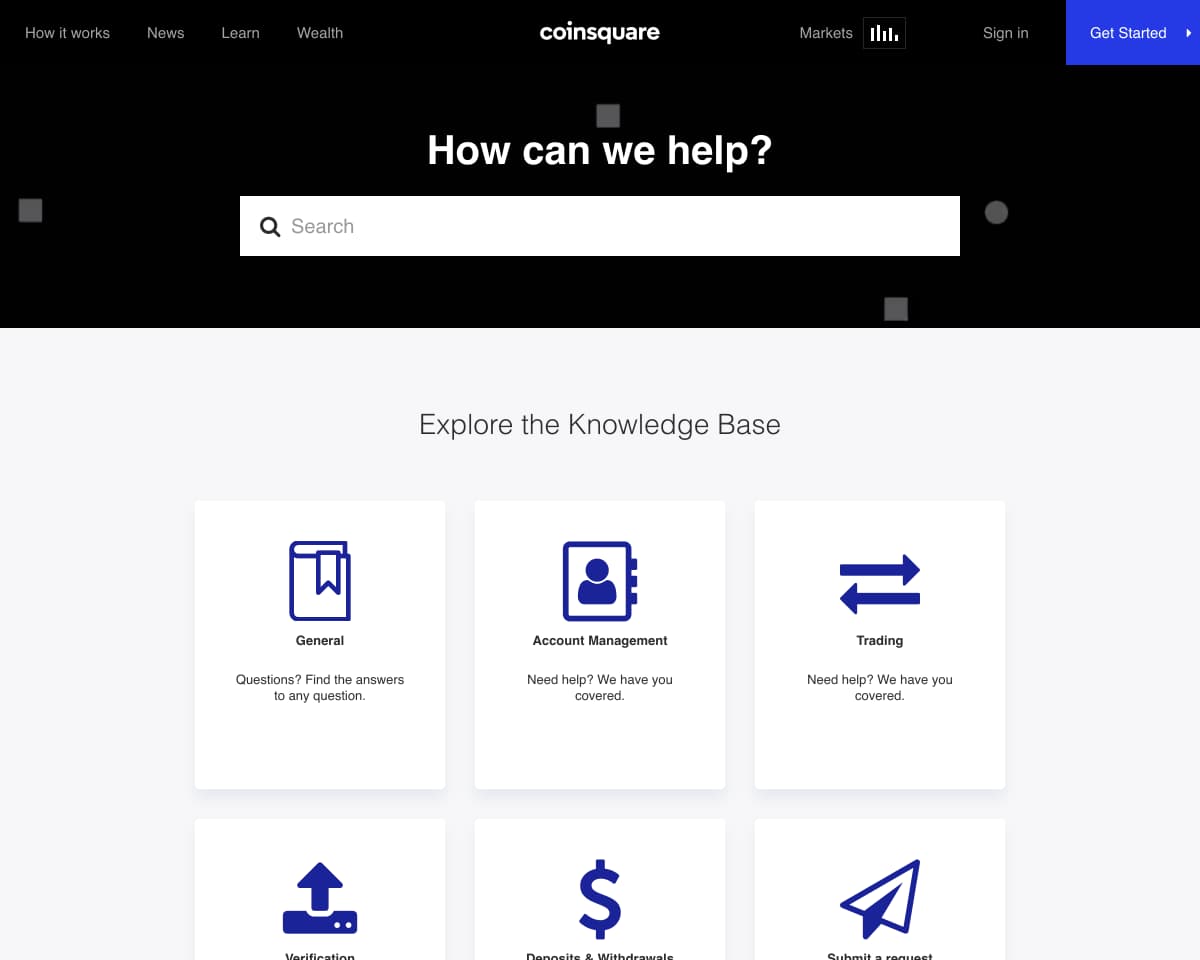 How it works
News
Learn
Wealth
coinsquare
Markets
Sign in
Get Started
How can we help?
Search
Explore the Knowledge Base
General
Questions? Find the answers
to any question.
Account Management
Need help? We have you
covered.
Trading
Need help? We have you
covered.
Verification
Deposits & Withdrawals
Submit a request